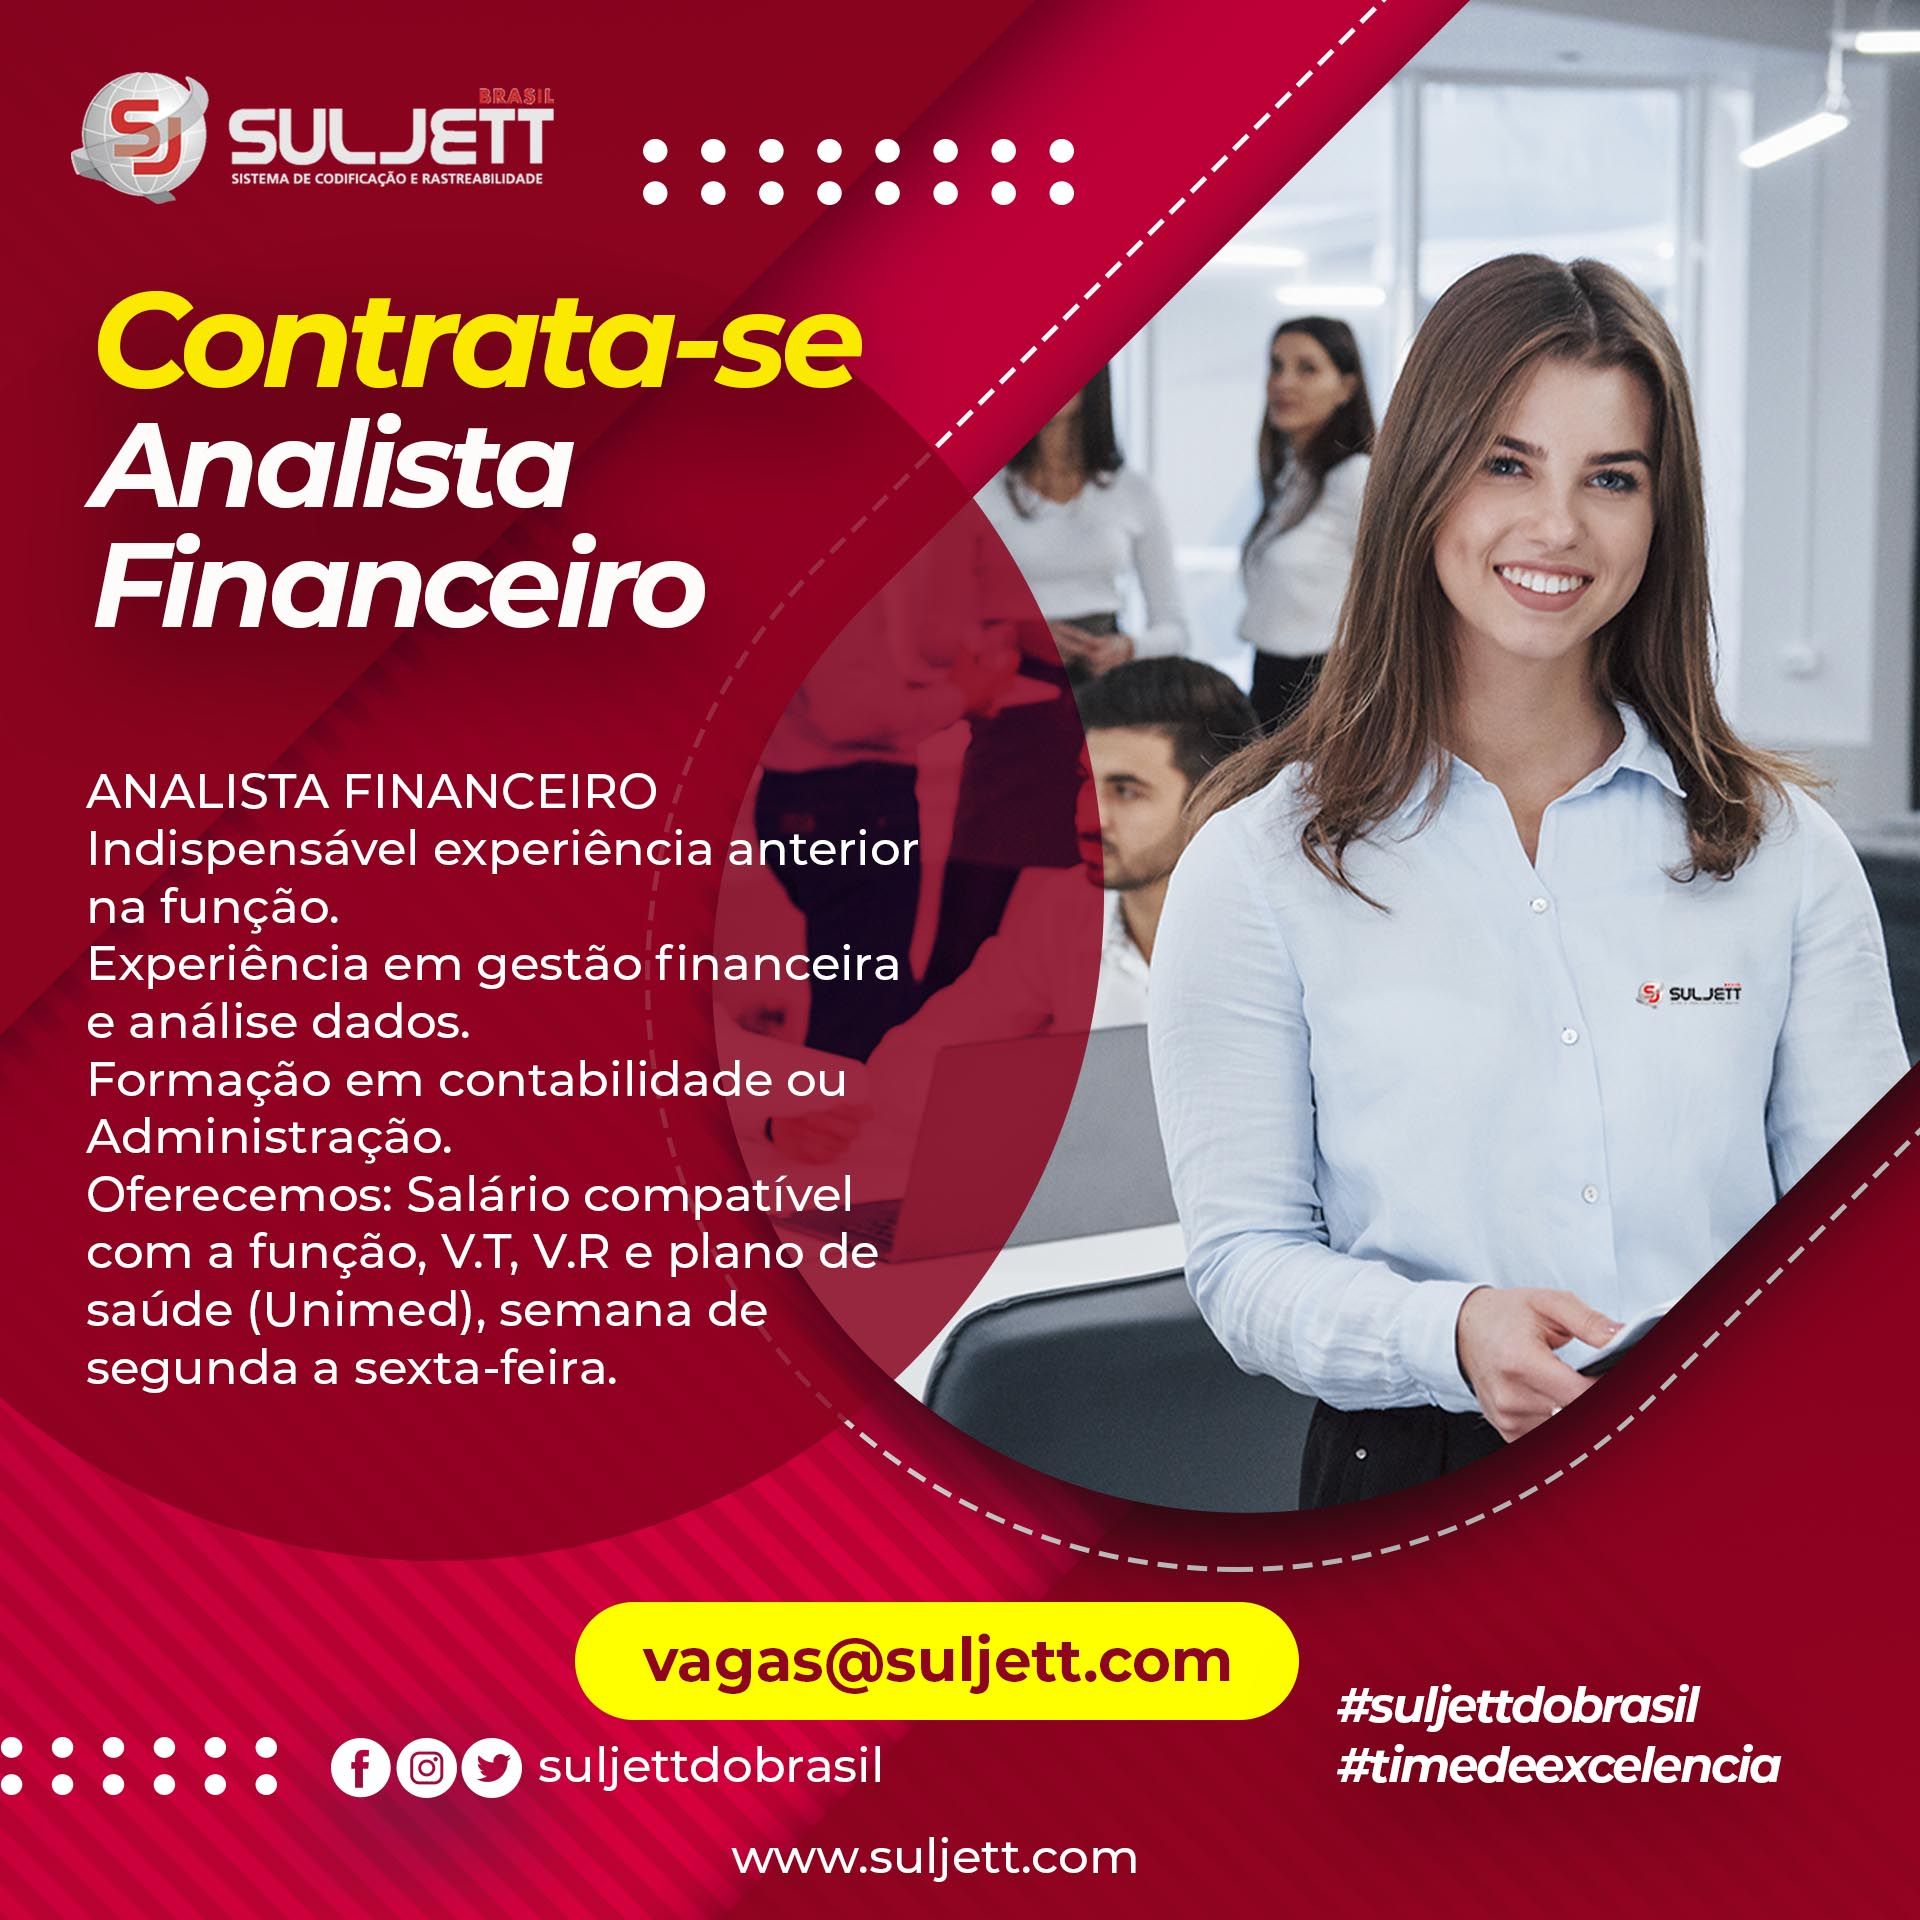 BRASIL
SULJETT
SISTEMA DE CODIFICAÇÃO E RASTREABILIDADE
Contrata-se
Analista
Financeiro
ANALISTA FINANCEIRO
Indispensável experiência anterior
na função.
Experiência em gestão financeira
e análise dados.
Formação em contabilidade ou
Administração.
Oferecemos: Salário compatível
com a função, V.T, V.R e plano de
saúde (Unimed), semana de
segunda a sexta-feira.
SJ SULJETT
vagas@suljett.com
#suljettdobrasil
#timedeexcelencia
suljettdobrasil
www.suljett.com